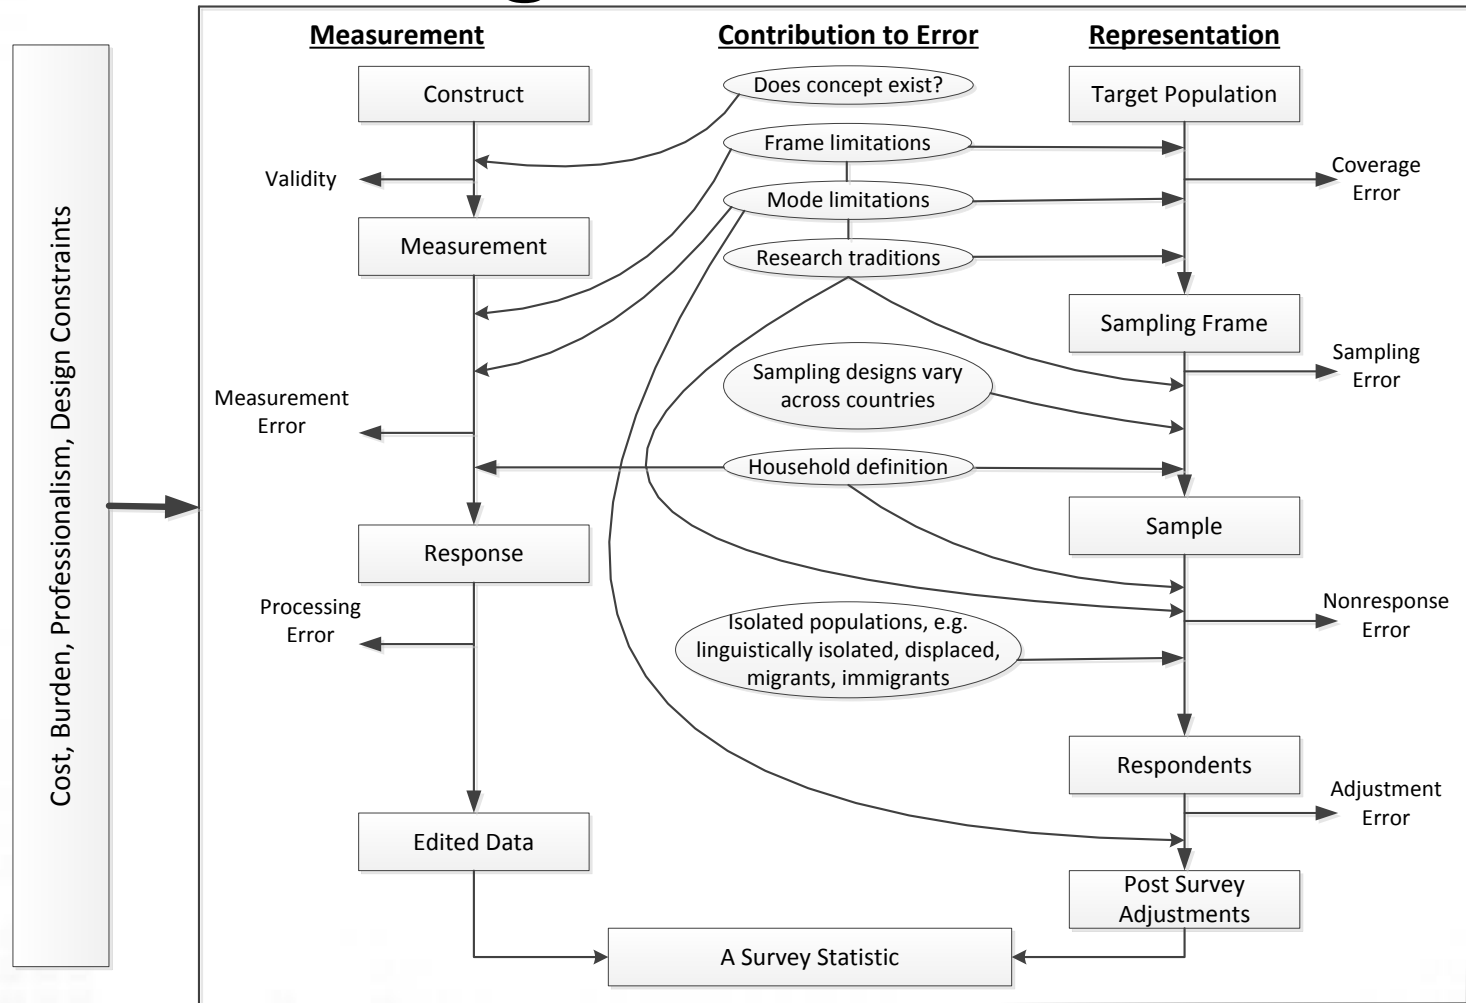 Measurement
Contribution to Error
Representation
Construct
Does concept exist?
Target Population
Frame limitations
Validity
Coverage
Error
Mode limitations
Measurement
Research traditions
Sampling Frame
Sampling
Error
Sampling designs vary
across countries
Measurement
Error
Household definition
Sample
Response
Processing
Error
Nonresponse
Error
Isolated populations, e.g.
linguistically isolated, displaced,
migrants, immigrants
Respondents
Adjustment
Error
Edited Data
Post Survey
Adjustments
A Survey Statistic
Cost, Burden, Professionalism, Design Constraints